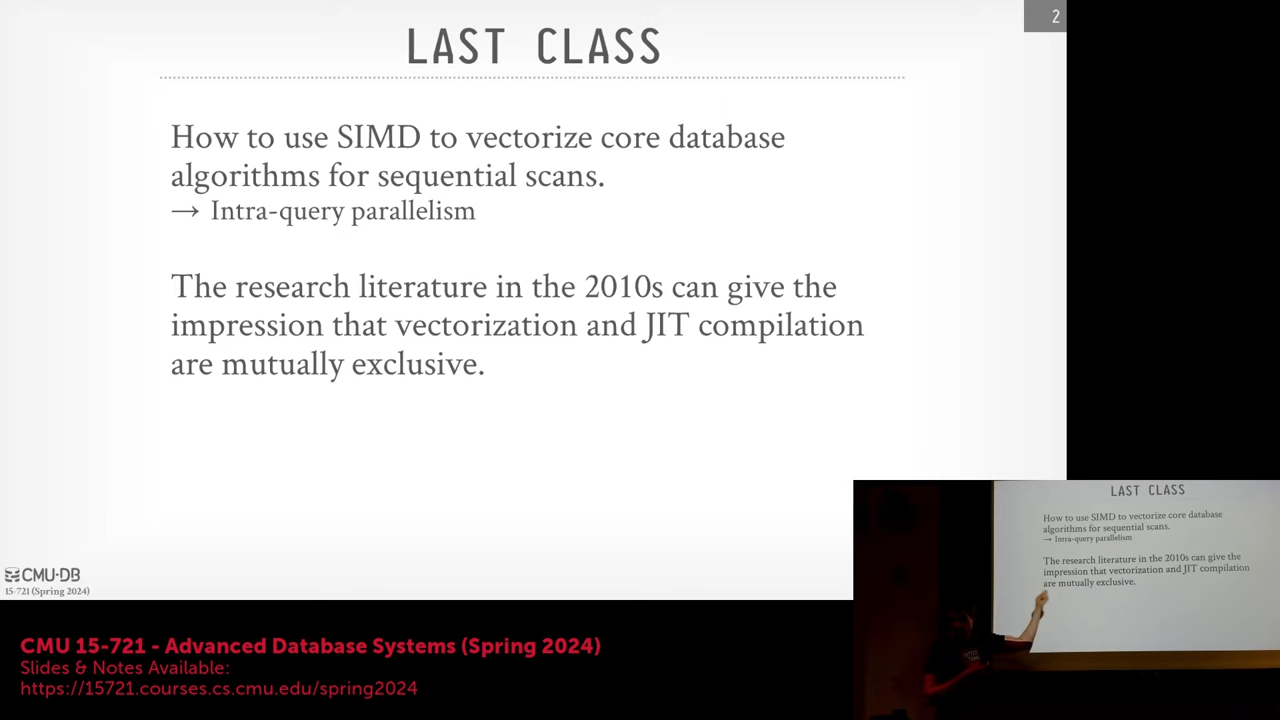 2
LAST CLASS
How to use SIMD to vectorize core database
algorithms for sequential scans.
→ Intra-query parallelism
The research literature in the 2010s can give the
impression that vectorization and JIT compilation
are mutually exclusive.
CMU·DB
15-721 (Spring 2024)
LAST CLASS
How to use SIMD to vectorize core database
algorithms for sequential scans.
→ Intra-query parallelism
The research literature in the 2010s can give the
impression that vectorization and JIT compilation
are mutually exclusive.
CMU 15-721 - Advanced Database Systems (Spring 2024)
Slides & Notes Available:
https://15721.courses.cs.cmu.edu/spring2024